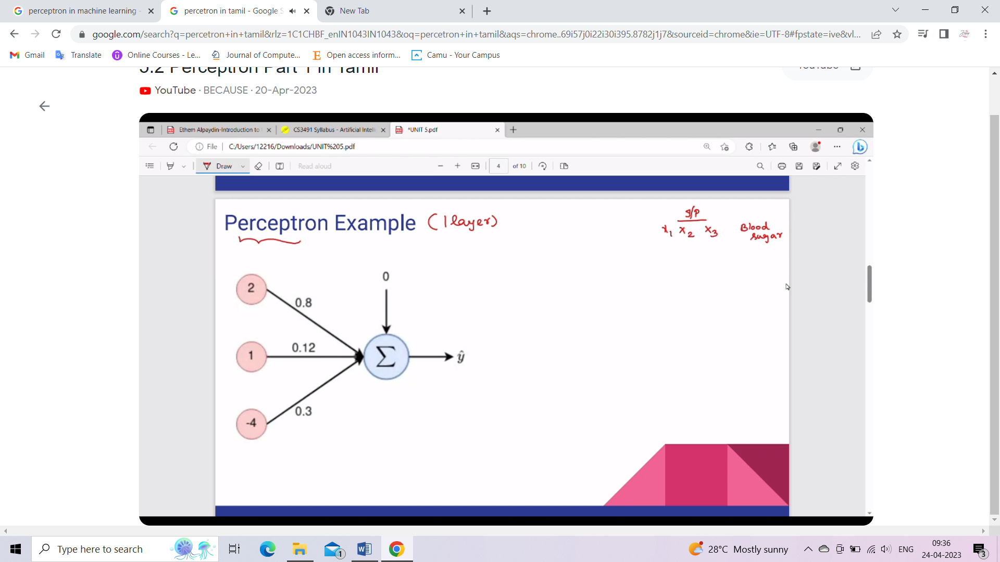 perceptron in machine learning -
percetron in tamil - Google S
New Tab
google.com/search?q=percetron+in+tamil&rlz=1C1CHBF_enIN1043IN1043&oq=percetron+in+tamil&aqs=chrome..69i57j0i22i30i395.8782j1j7&sourceid=chrome&ie=UTF-8#fpstate=ive&vl...
Gmail
Translate
Online Courses - Le...
Journal of Compute...
Open access inform...
Camu - Your Campus
5.2 Perceptron Part 1 in Tamil
YouTube
YouTube · BECAUSE · 20-Apr-2023
Ethem Alpaydin-Introduction to
CS3491 Syllabus - Artificial Intelli
*UNIT 5.pdf
File
C:/Users/12216/Downloads/UNIT%205.pdf
Draw
Read aloud
4 of 10
Perceptron Example (1 layer)
I/P
x1 x2 x3
Blood
sugar
0
2
0.8
1
0.12
Σ
ŷ
0.3
-4
Type here to search
1
28°C Mostly sunny
ENG
09:36
24-04-2023
3